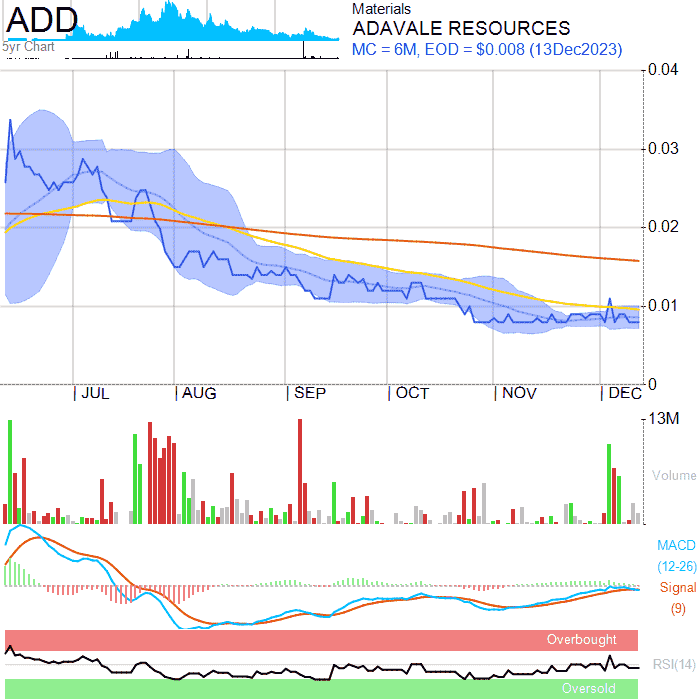 ADD
5yr Chart
Materials
ADAVALE RESOURCES
MC = 6M, EOD = $0.008 (13Dec2023)
0.04
0.03
0.02
0.01
0
JUL AUG SEP OCT NOV DEC
13M
Volume
MACD
(12-26)
Signal
(9)
Overbought
RSI(14)
Oversold